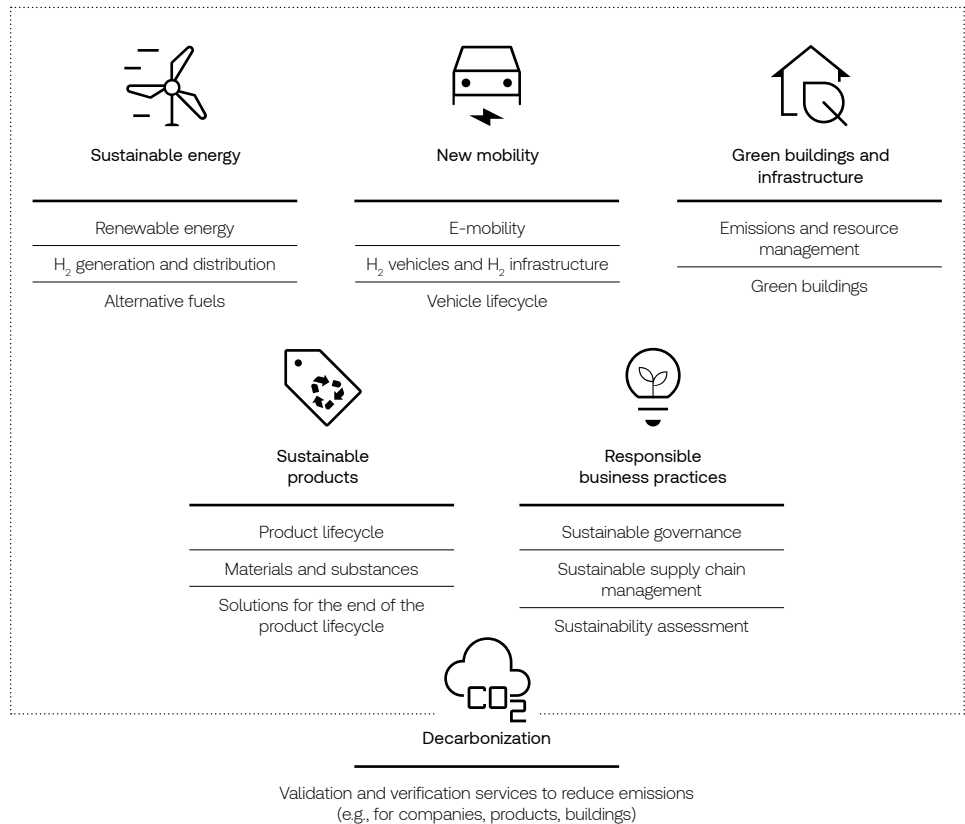 Sustainable energy
Renewable energy
H₂ generation and distribution
Alternative fuels
New mobility
E-mobility
H₂ vehicles and H₂ infrastructure
Vehicle lifecycle
Green buildings and
infrastructure
Emissions and resource
management
Green buildings
Sustainable
products
Product lifecycle
Materials and substances
Solutions for the end of the
product lifecycle
Responsible
business practices
Sustainable governance
Sustainable supply chain
management
Sustainability assessment
CO₂
Decarbonization
Validation and verification services to reduce emissions
(e.g., for companies, products, buildings)